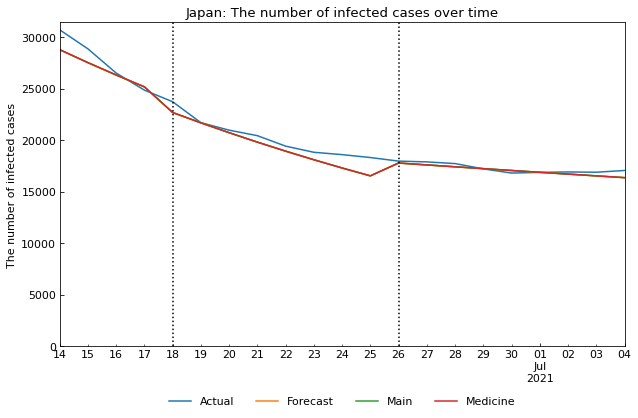 Japan: The number of infected cases over time
The number of infected cases
30000
25000
20000
15000
10000
5000
0
14 15 16 17 18 19 20 21 22 23 24 25 26 27 28 29 30 01 02 03 04
Jul
2021
Actual Forecast Main Medicine